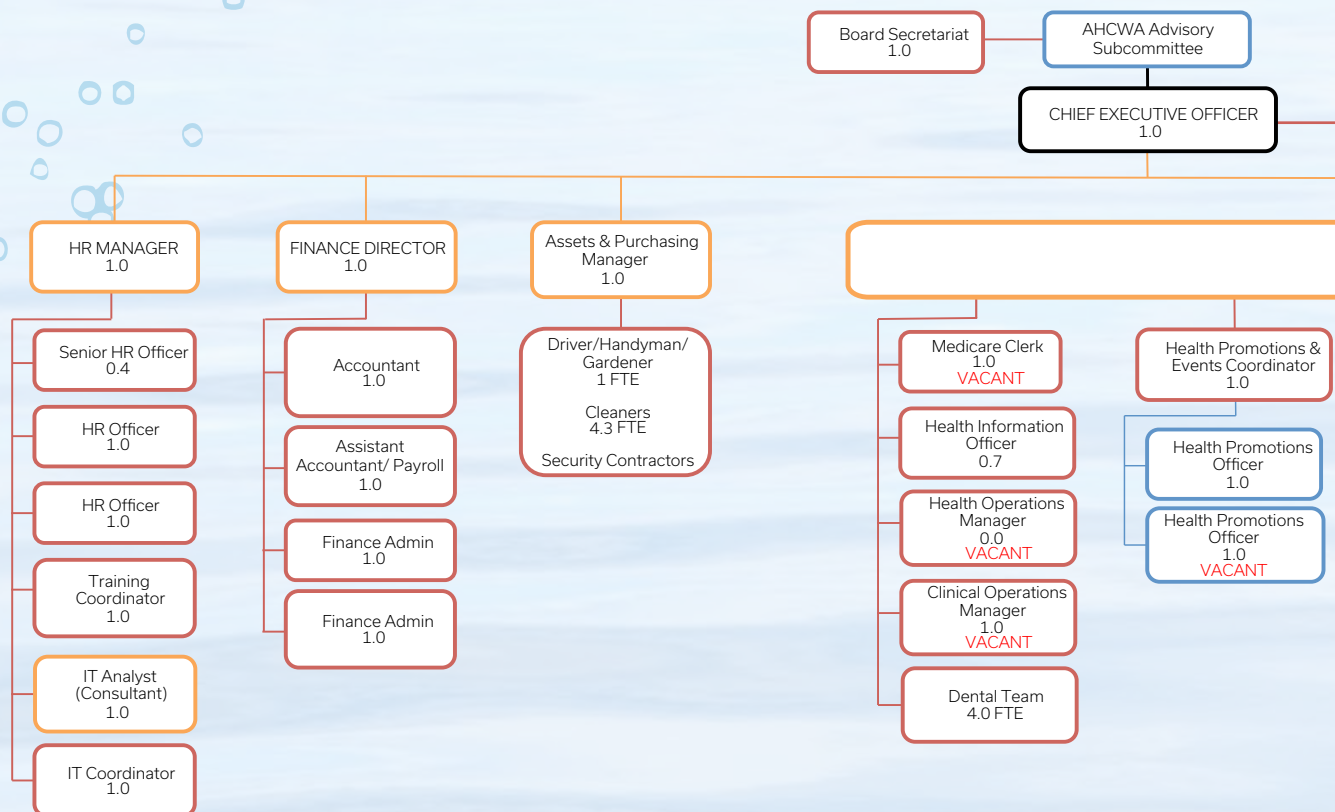 Board Secretariat
1.0
AHCWA Advisory
Subcommittee
CHIEF EXECUTIVE OFFICER
1.0
HR MANAGER
1.0
FINANCE DIRECTOR
1.0
Assets & Purchasing
Manager
1.0
Senior HR Officer
0.4
HR Officer
1.0
HR Officer
1.0
Training
Coordinator
1.0
IT Analyst
(Consultant)
1.0
IT Coordinator
1.0
Accountant
1.0
Assistant
Accountant/ Payroll
1.0
Finance Admin
1.0
Finance Admin
1.0
Driver/Handyman/
Gardener
1 FTE
Cleaners
4.3 FTE
Security Contractors
Medicare Clerk
1.0
VACANT
Health Information
Officer
0.7
Health Operations
Manager
0.0
VACANT
Clinical Operations
Manager
1.0
VACANT
Dental Team
4.0 FTE
Health Promotions &
Events Coordinator
1.0
Health Promotions
Officer
1.0
Health Promotions
Officer
1.0
VACANT